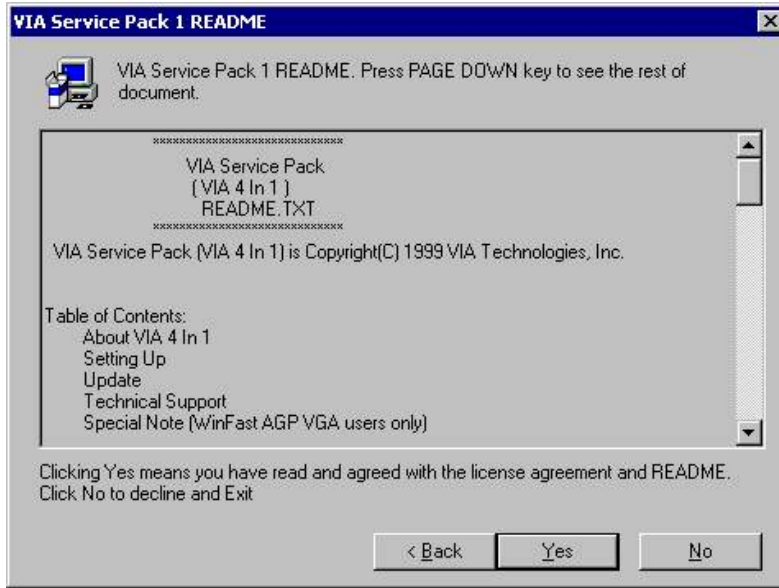 VIA Service Pack 1 README
VIA Service Pack 1 README. Press PAGE DOWN key to see the rest of
document.
*****************************
VIA Service Pack
( VIA 4 In 1 )
README.TXT
*****************************
VIA Service Pack (VIA 4 In 1) is Copyright(C) 1999 VIA Technologies, Inc.
Table of Contents:
About VIA 4 In 1
Setting Up
Update
Technical Support
Special Note (WinFast AGP VGA users only)
Clicking Yes means you have read and agreed with the license agreement and README.
Click No to decline and Exit
< Back
Yes
No